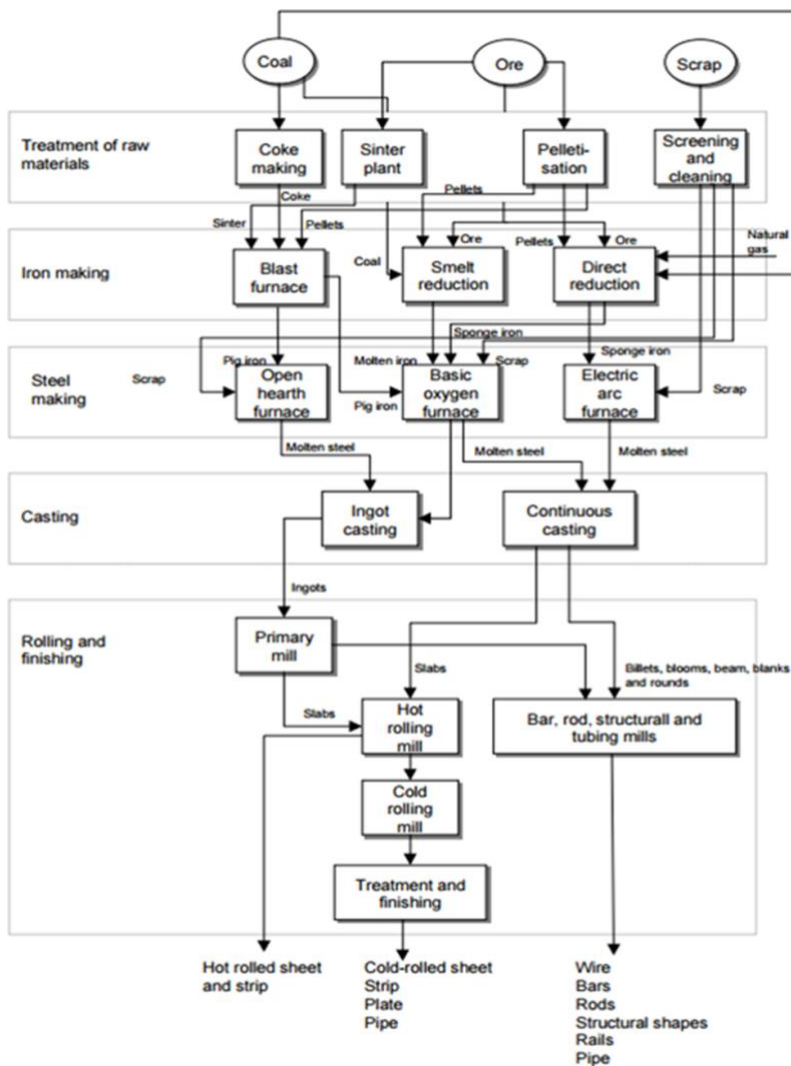 Coal
Ore
Scrap
Treatment of raw
materials
Coke
making
Sinter
plant
Pelleti-
sation
Screening
and
cleaning
Coke
Pellets
Sinter
Pellets
Natural
gas
Iron making
Coal
Ore
Pellets
Ore
Blast
furnace
Smelt
reduction
Direct
reduction
Sponge iron
Pig iron
Molten iron
Scrap
Sponge iron
Steel
making
Scrap
Open
hearth
furnace
Pig iron
Basic
oxygen
furnace
Electric
arc
furnace
Scrap
Molten steel
Molten steel
Molten steel
Casting
Ingot
casting
Continuous
casting
Ingots
Rolling and
finishing
Primary
mill
Slabs
Billets, blooms, beam, blanks
and rounds
Slabs
Hot
rolling
mill
Bar, rod, structurall and
tubing mills
Cold
rolling
mill
Treatment and
finishing
Hot rolled sheet
and strip
Cold-rolled sheet
Strip
Plate
Pipe
Wire
Bars
Rods
Structural shapes
Rails
Pipe